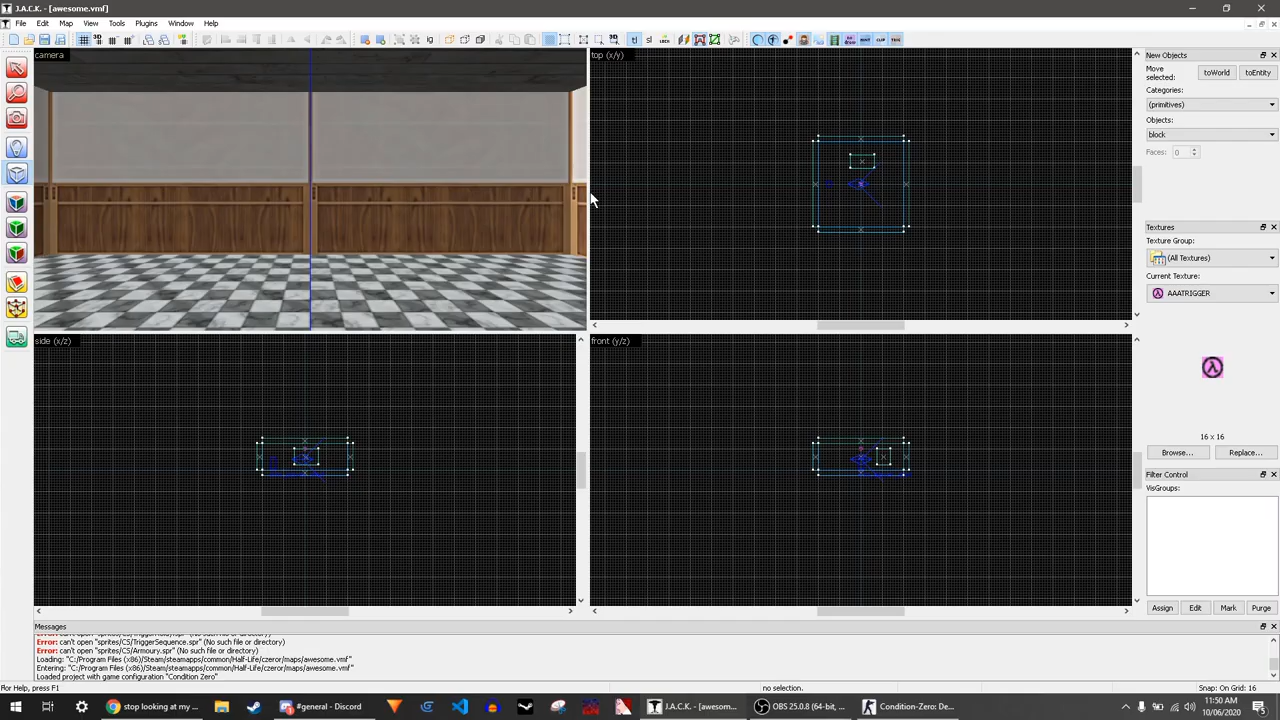 J.A.C.K. - [awesome.vmf]
File Edit Map View Tools Plugins Window Help
camera
top (x/y)
side (x/z)
front (y/z)
New Objects
Move selected:
toWorld
toEntity
Categories:
(primitives)
Objects:
block
Faces: 0
Textures
Texture Group:
(All Textures)
Current Texture:
AAATRIGGER
16 x 16
Browse...
Replace...
Filter Control
VisGroups:
Assign
Edit
Mark
Purge
Messages
Error: can't open "sprites/CS/TriggerSequence.spr" (No such file or directory)
Error: can't open "sprites/CS/Armoury.spr" (No such file or directory)
Loading: "C:/Program Files (x86)/Steam/steamapps/common/Half-Life/czeror/maps/awesome.vmf"
Entering: "C:/Program Files (x86)/Steam/steamapps/common/Half-Life/czeror/maps/awesome.vmf"
Loaded project with game configuration "Condition Zero"
For Help, press F1
no selection.
Snap: On Grid: 16
stop looking at my ...
#general - Discord
J.A.C.K. - [awesom...
OBS 25.0.8 (64-bit, ...
Condition-Zero: De...
11:50 AM
10/06/2020